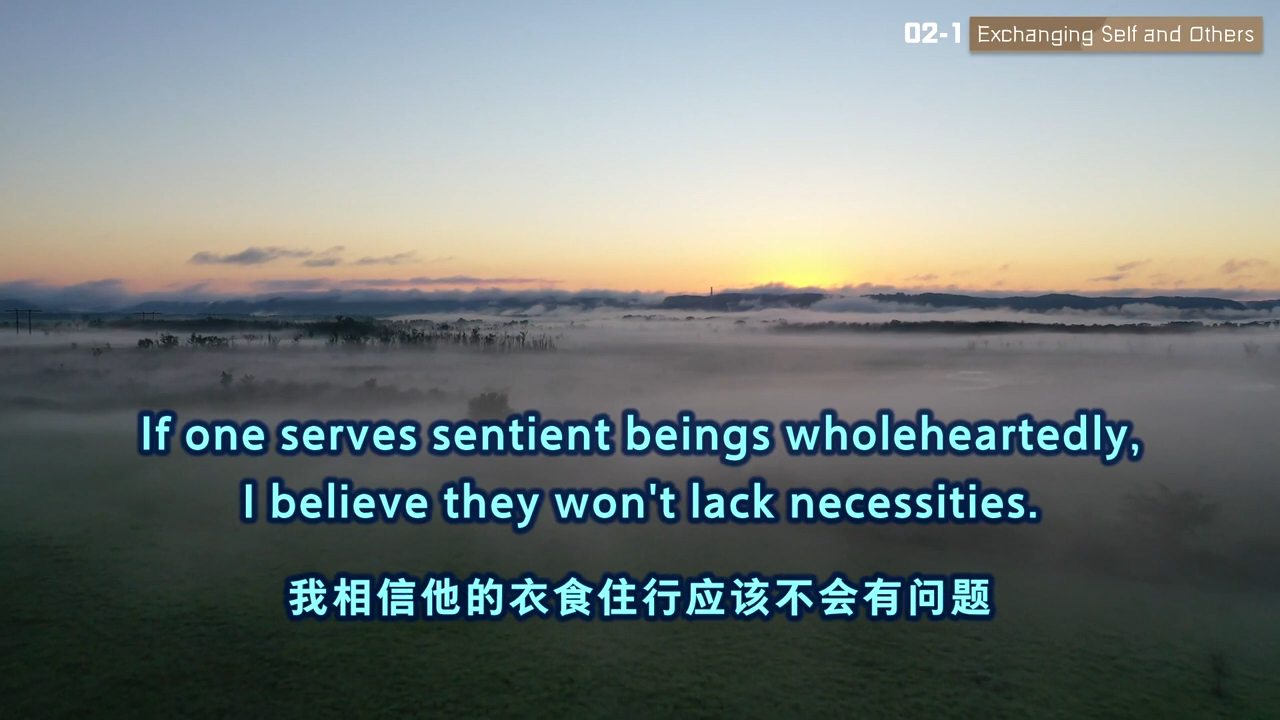 02-1 Exchanging Self and Others
If one serves sentient beings wholeheartedly,
I believe they won't lack necessities.
我相信他的衣食住行应该不会有问题